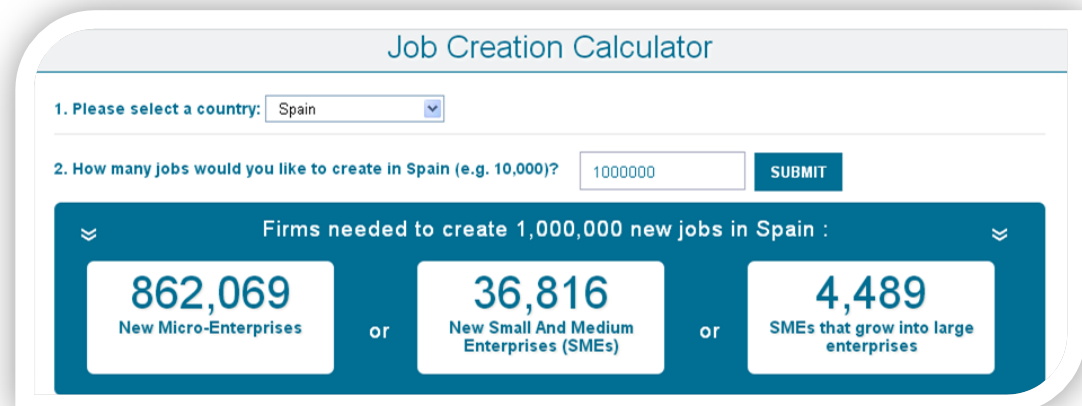 Job Creation Calculator
1. Please select a country: Spain
2. How many jobs would you like to create in Spain (e.g. 10,000)? 1000000 SUBMIT
Firms needed to create 1,000,000 new jobs in Spain :
862,069
New Micro-Enterprises
or
36,816
New Small And Medium
Enterprises (SMEs)
or
4,489
SMEs that grow into large
enterprises